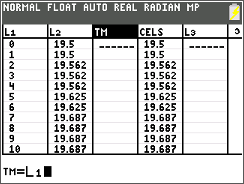 NORMAL FLOAT AUTO REAL RADIAN MP
L1 L2 TM CELS L3 3
0 19.5 ------ 19.5 ------
1 19.5 19.5
2 19.562 19.562
3 19.562 19.562
4 19.562 19.562
5 19.625 19.625
6 19.625 19.625
7 19.687 19.687
8 19.687 19.687
9 19.687 19.687
10 19.687 19.687
TM=L1